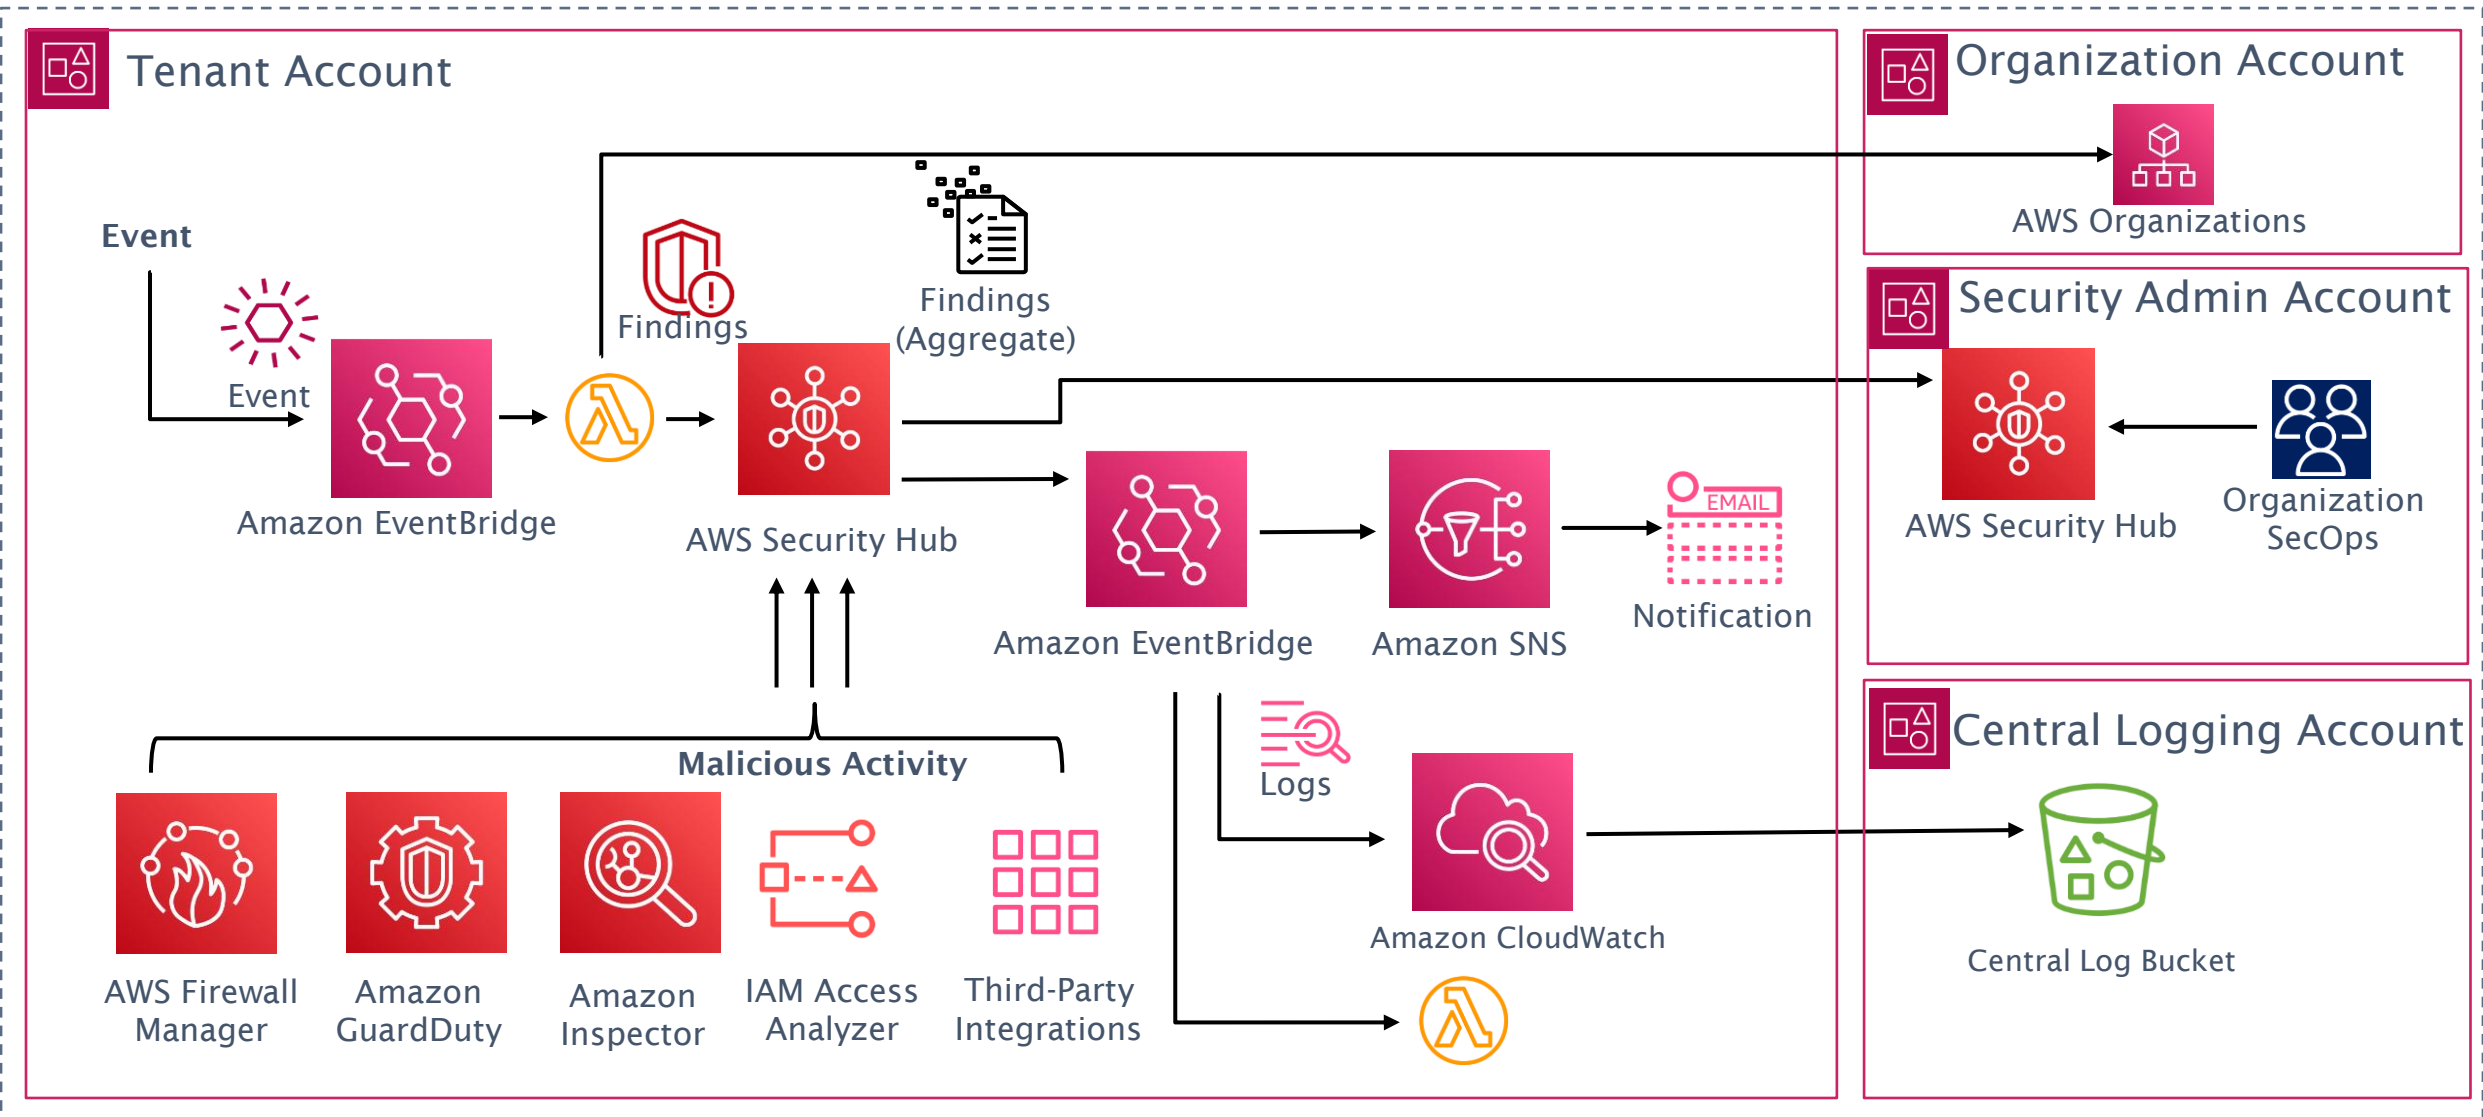 Tenant Account
Organization Account
AWS Organizations
Event
Event
Findings
Findings
(Aggregate)
Security Admin Account
Amazon EventBridge
AWS Security Hub
EMAIL
Notification
Amazon EventBridge
Amazon SNS
AWS Security Hub
Organization
SecOps
Malicious Activity
Logs
Central Logging Account
Amazon CloudWatch
Central Log Bucket
AWS Firewall
Manager
Amazon
GuardDuty
Amazon
Inspector
IAM Access
Analyzer
Third-Party
Integrations